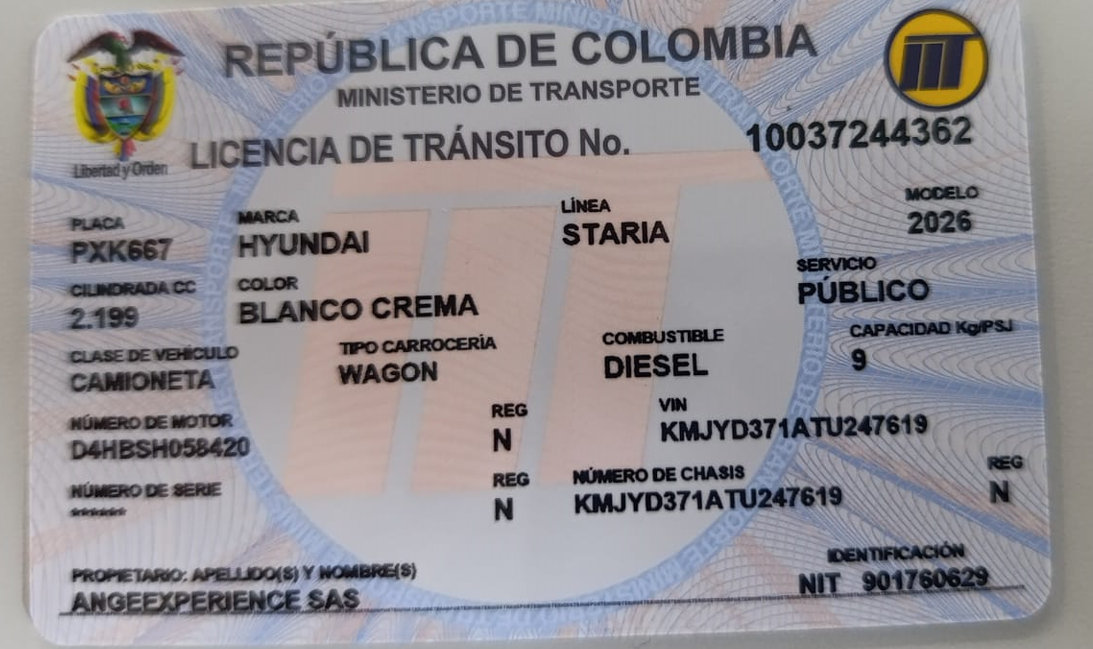 REPÚBLICA DE COLOMBIA
MINISTERIO DE TRANSPORTE
Libertad y Orden
LICENCIA DE TRÁNSITO No. 10037244362
PLACA MARCA LÍNEA MODELO
PXK667 HYUNDAI STARIA 2026
CILINDRADA CC COLOR SERVICIO
2.199 BLANCO CREMA PÚBLICO
CLASE DE VEHÍCULO TIPO CARROCERÍA COMBUSTIBLE CAPACIDAD Kg/PSJ
CAMIONETA WAGON DIESEL 9
NÚMERO DE MOTOR REG VIN
D4HBSH058420 N KMJYD371ATU247619
NÚMERO DE SERIE REG NÚMERO DE CHASIS REG
******* N KMJYD371ATU247619 N
PROPIETARIO: APELLIDO(S) Y NOMBRE(S) IDENTIFICACIÓN
ANGEEXPERIENCE SAS NIT 901760629